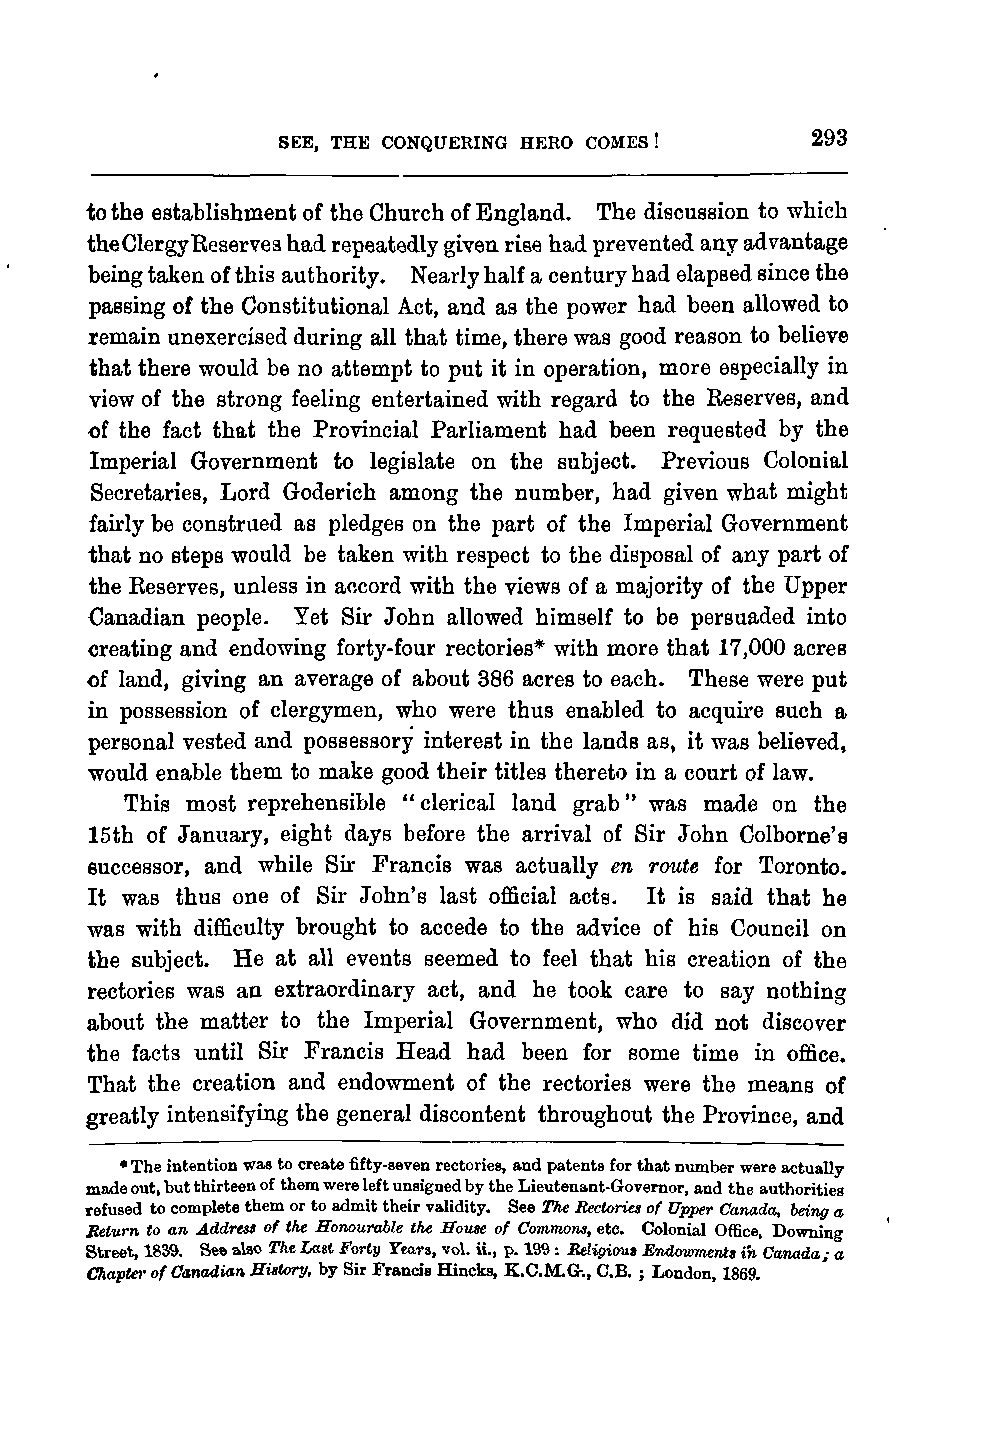 SEE, THE CONQUERING HERO COMES! 293
to the establishment of the Church of England. The discussion to which
the Clergy Reserves had repeatedly given rise had prevented any advantage
being taken of this authority. Nearly half a century had elapsed since the
passing of the Constitutional Act, and as the power had been allowed to
remain unexercised during all that time, there was good reason to believe
that there would be no attempt to put it in operation, more especially in
view of the strong feeling entertained with regard to the Reserves, and
of the fact that the Provincial Parliament had been requested by the
Imperial Government to legislate on the subject. Previous Colonial
Secretaries, Lord Goderich among the number, had given what might
fairly be construed as pledges on the part of the Imperial Government
that no steps would be taken with respect to the disposal of any part of
the Reserves, unless in accord with the views of a majority of the Upper
Canadian people. Yet Sir John allowed himself to be persuaded into
creating and endowing forty-four rectories* with more that 17,000 acres
of land, giving an average of about 386 acres to each. These were put
in possession of clergymen, who were thus enabled to acquire such a
personal vested and possessory interest in the lands as, it was believed,
would enable them to make good their titles thereto in a court of law.
This most reprehensible "clerical land grab" was made on the
15th of January, eight days before the arrival of Sir John Colborne's
successor, and while Sir Francis was actually en route for Toronto.
It was thus one of Sir John's last official acts. It is said that he
was with difficulty brought to accede to the advice of his Council on
the subject. He at all events seemed to feel that his creation of the
rectories was an extraordinary act, and he took care to say nothing
about the matter to the Imperial Government, who did not discover
the facts until Sir Francis Head had been for some time in office.
That the creation and endowment of the rectories were the means of
greatly intensifying the general discontent throughout the Province, and
*The intention was to create fifty-seven rectories, and patents for that number were actually
made out, but thirteen of them were left unsigned by the Lieutenant-Governor, and the authorities
refused to complete them or to admit their validity. See The Rectories of Upper Canada, being a
Return to an Address of the Honourable the House of Commons, etc. Colonial Office, Downing
Street, 1839. See also The Last Forty Years, vol. ii., p. 199: Religious Endowments in Canada; a
Chapter of Canadian History, by Sir Francis Hincks, K.C.M.G., C.B.; London, 1869.